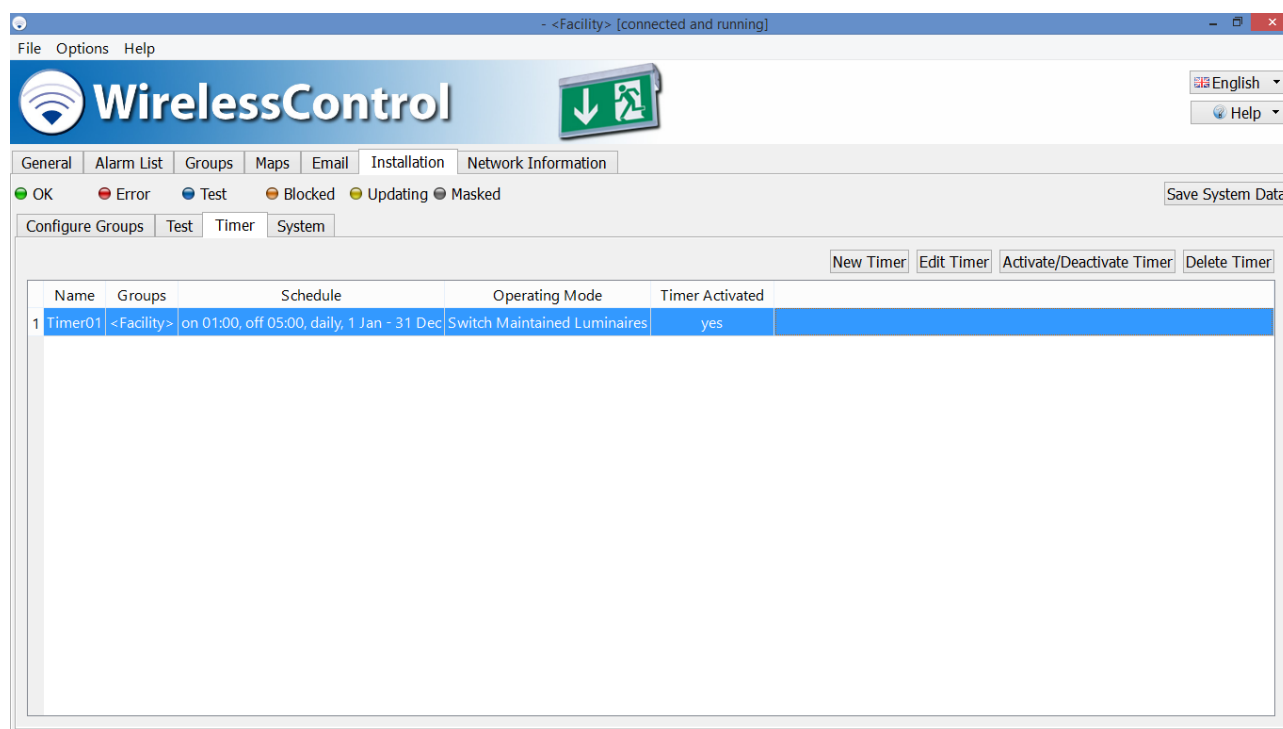 - <Facility> [connected and running]
File Options Help
WirelessControl
English
Help
General Alarm List Groups Maps Email Installation Network Information
OK Error Test Blocked Updating Masked Save System Data
Configure Groups Test Timer System
New Timer Edit Timer Activate/Deactivate Timer Delete Timer
Name Groups Schedule Operating Mode Timer Activated
1 Timer01 <Facility> on 01:00, off 05:00, daily, 1 Jan - 31 Dec Switch Maintained Luminaires yes